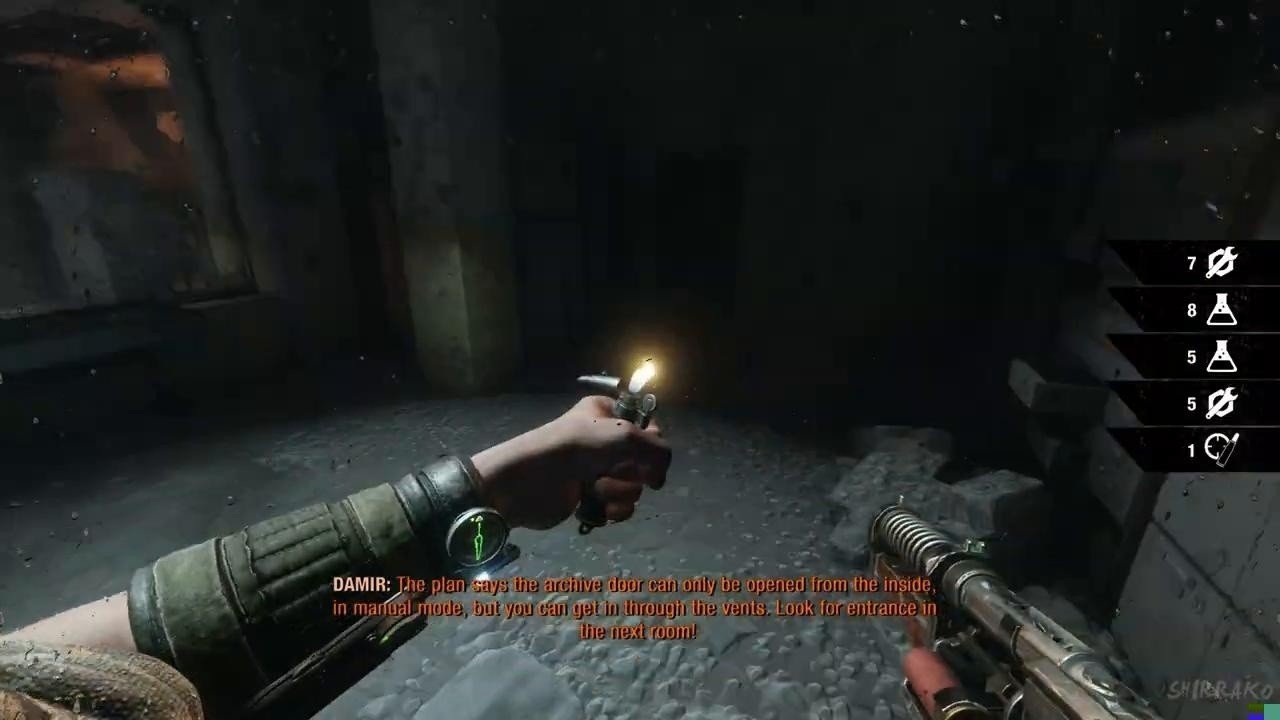 7
8
5
5
1
DAMIR: The plan says the archive door can only be opened from the inside,
in manual mode, but you can get in through the vents. Look for entrance in
the next room!
SHIRRAKO